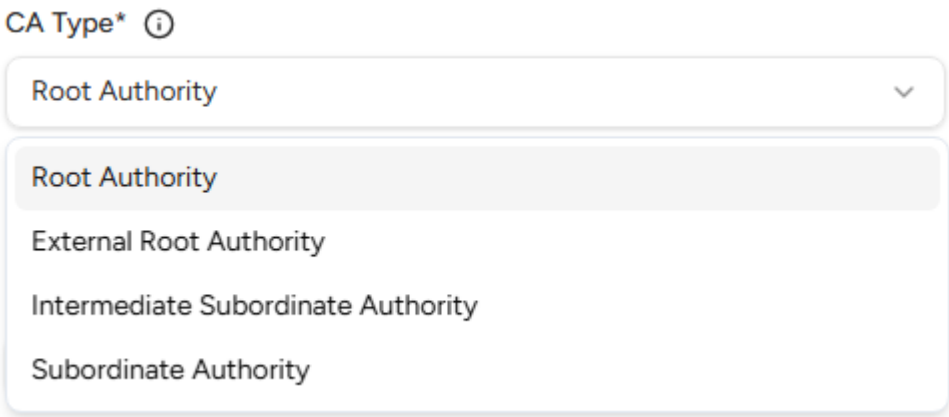 CA Type*
Root Authority
Root Authority
External Root Authority
Intermediate Subordinate Authority
Subordinate Authority